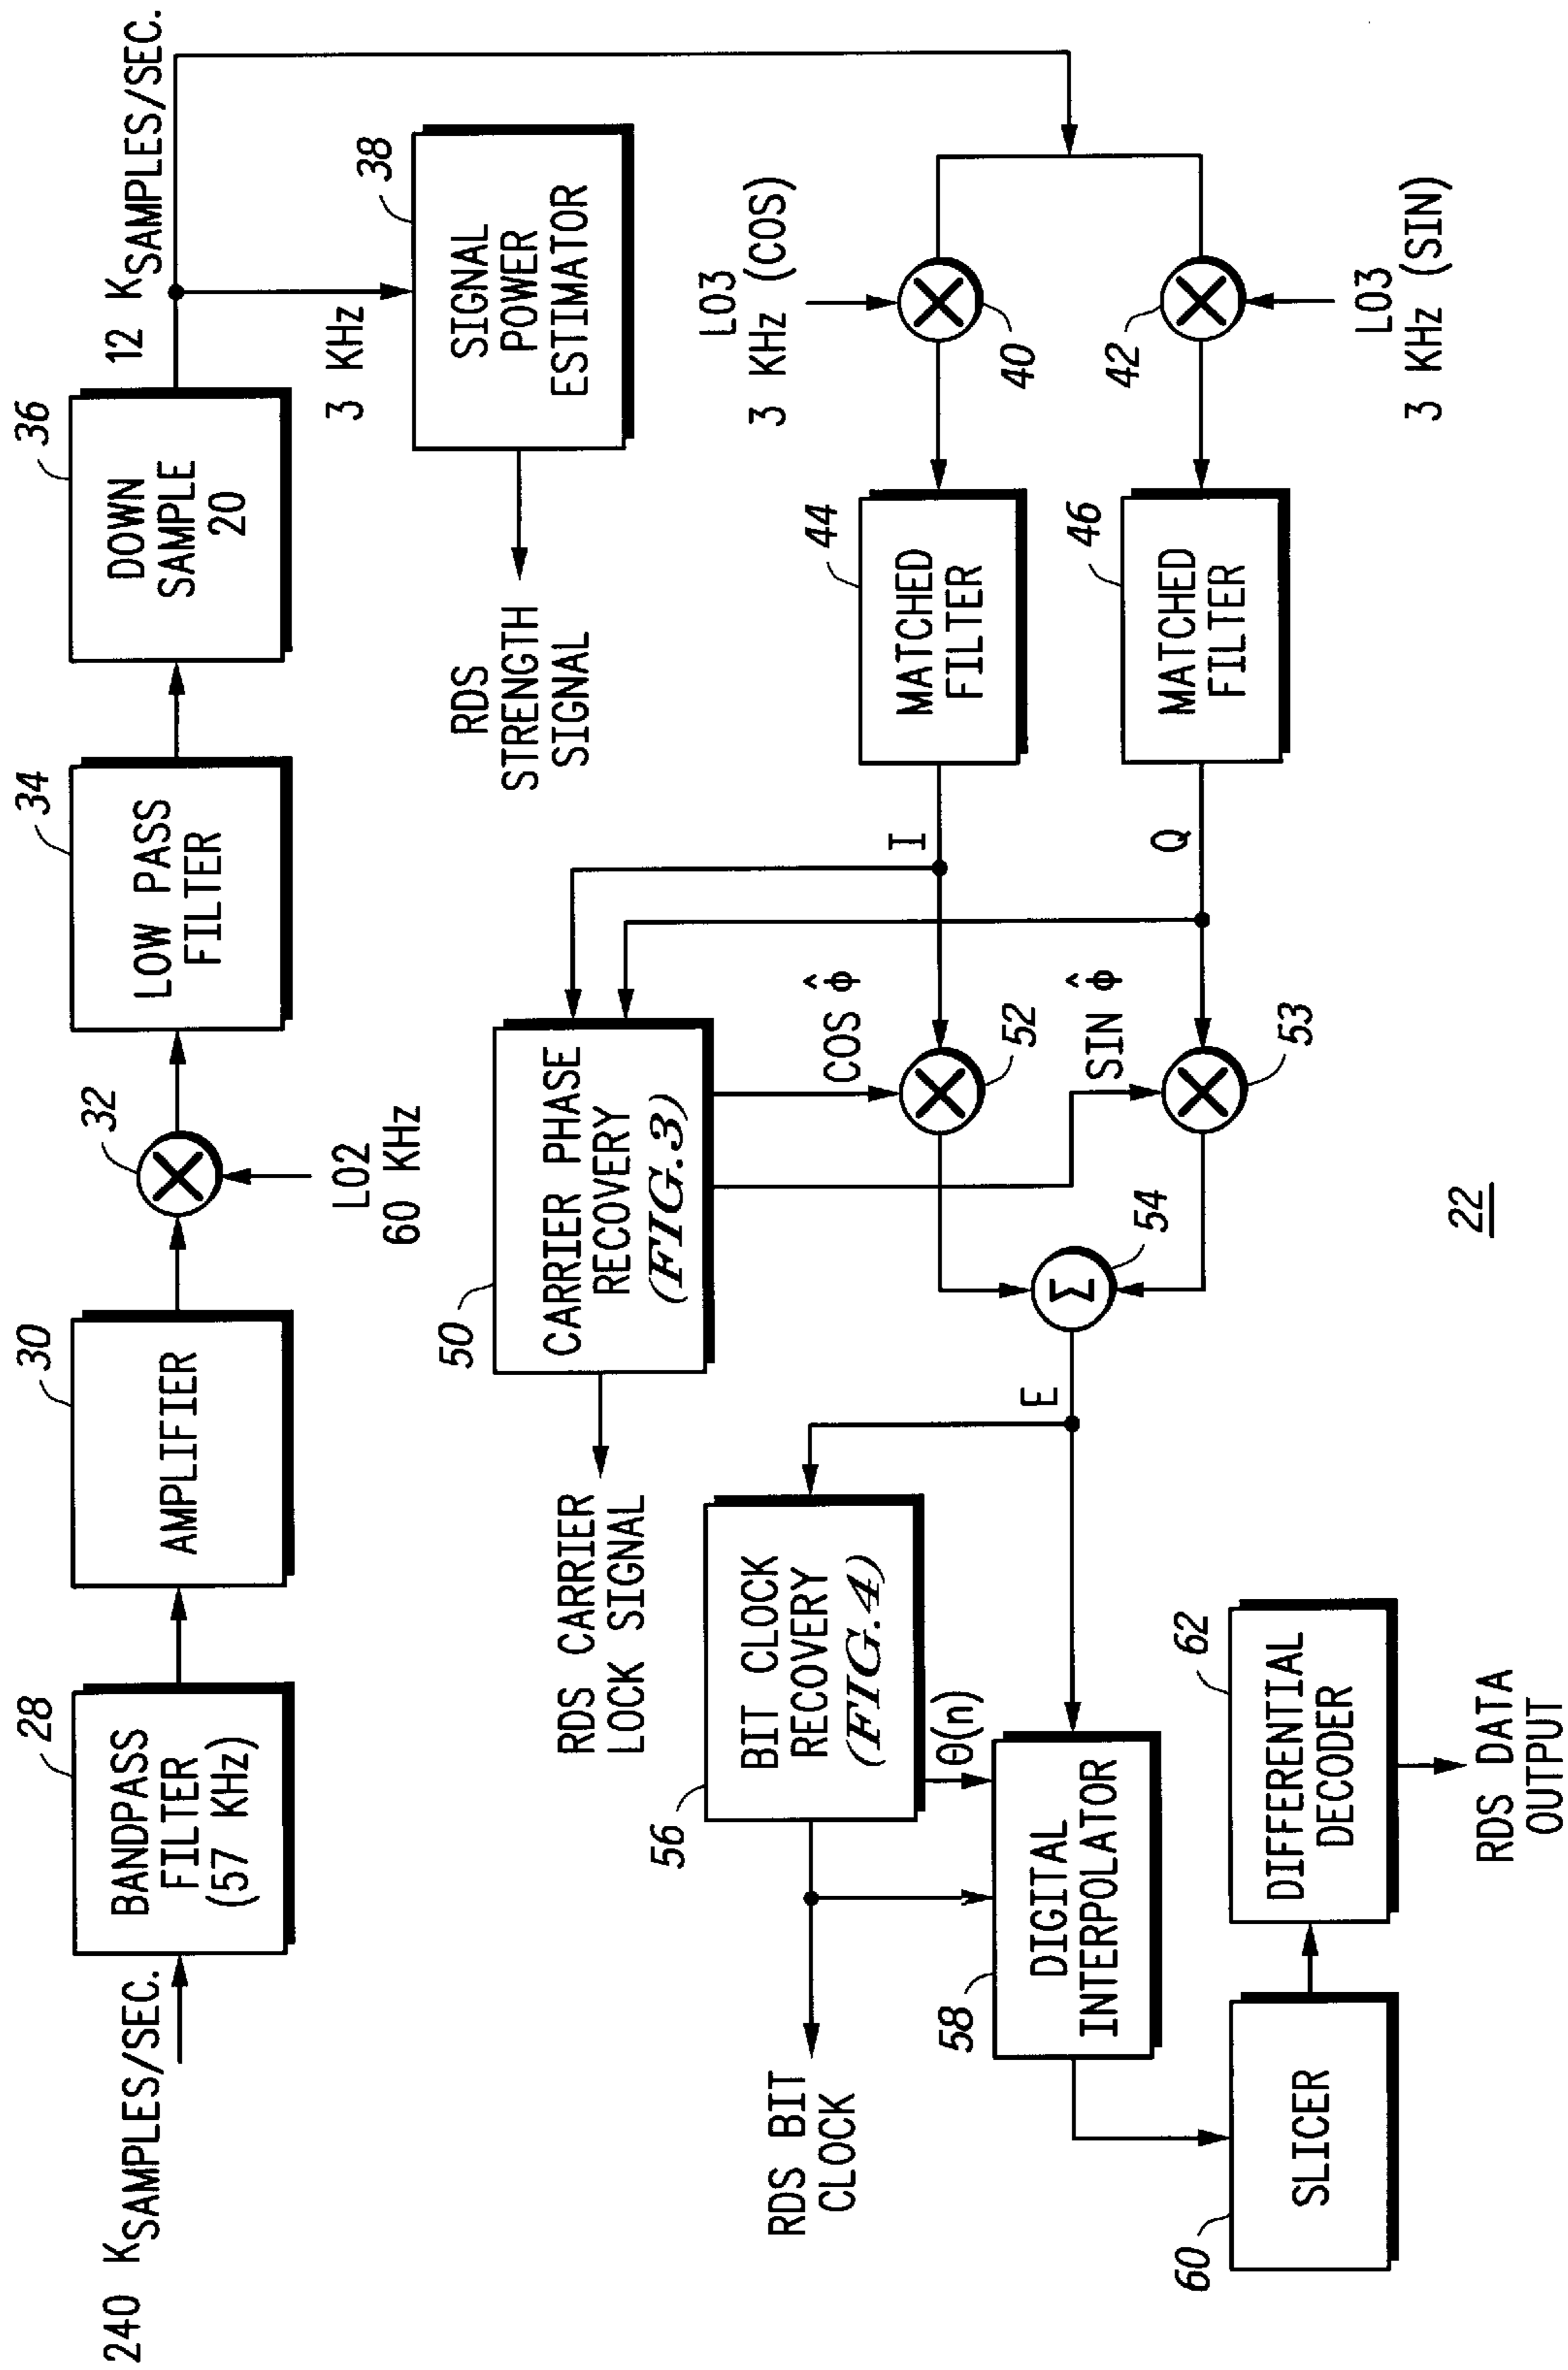 240 KSAMPLES/SEC.
28
BANDPASS
FILTER
(57 KHz)
30
AMPLIFIER
32
LO2
60 KHz
34
LOW PASS
FILTER
36
DOWN
SAMPLE
20
12 KSAMPLES/SEC.
3 KHz
38
SIGNAL
POWER
ESTIMATOR
RDS
STRENGTH
SIGNAL
LO3
3 KHz (COS)
40
42
LO3
3 KHz (SIN)
44
MATCHED
FILTER
46
MATCHED
FILTER
I
Q
50
CARRIER PHASE
RECOVERY
(FIG.3)
RDS CARRIER
LOCK SIGNAL
COS ϕ̂
52
SIN ϕ̂
53
Σ
54
E
56
BIT CLOCK
RECOVERY
(FIG.4)
Θ(n)
RDS BIT
CLOCK
58
DIGITAL
INTERPOLATOR
60
SLICER
62
DIFFERENTIAL
DECODER
RDS DATA
OUTPUT
22